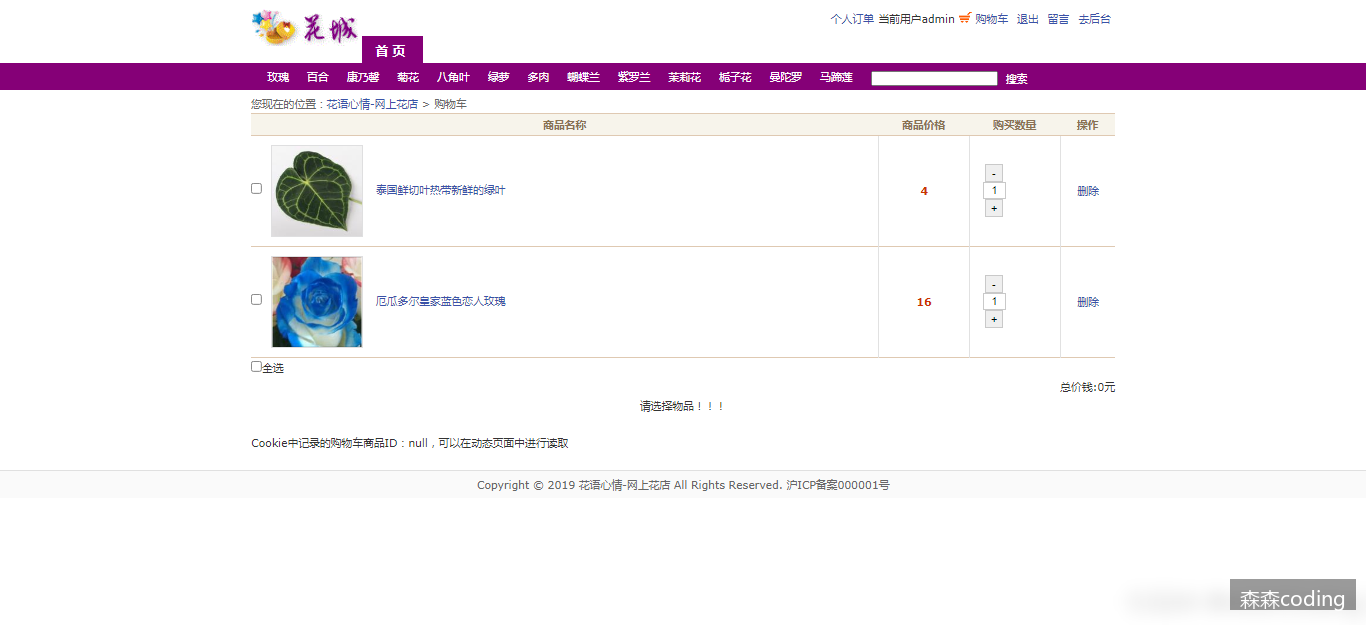 花城
个人订单 当前用户admin 购物车 退出 留言 去后台
首 页
玫瑰 百合 康乃馨 菊花 八角叶 绿萝 多肉 蝴蝶兰 紫罗兰 茉莉花 栀子花 曼陀罗 马蹄莲 搜索
您现在的位置：花语心情-网上花店 > 购物车
商品名称 商品价格 购买数量 操作
-
泰国鲜切叶热带新鲜的绿叶 4 1 删除
+
-
厄瓜多尔皇家蓝色恋人玫瑰 16 1 删除
+
全选
总价钱:0元
请选择物品！！！
Cookie中记录的购物车商品ID：null，可以在动态页面中进行读取
Copyright © 2019 花语心情-网上花店 All Rights Reserved. 沪ICP备案000001号
森森coding